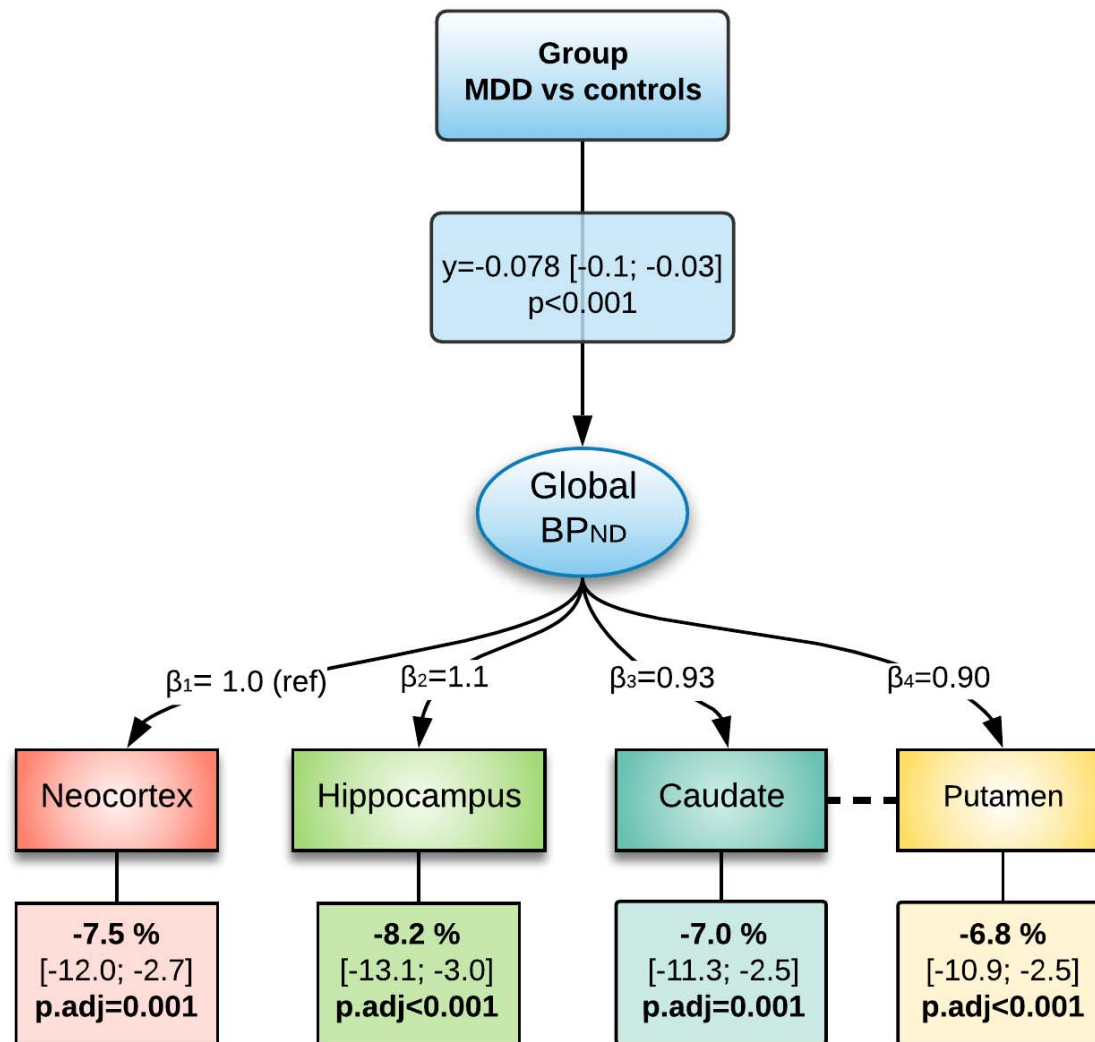 Group
MDD vs controls
y=-0.078 [-0.1; -0.03]
p<0.001
Global
BPND
β1= 1.0 (ref)
β2=1.1
β3=0.93
β4=0.90
Neocortex
Hippocampus
Caudate
Putamen
-7.5 %
[-12.0; -2.7]
p.adj=0.001
-8.2 %
[-13.1; -3.0]
p.adj<0.001
-7.0 %
[-11.3; -2.5]
p.adj=0.001
-6.8 %
[-10.9; -2.5]
p.adj<0.001